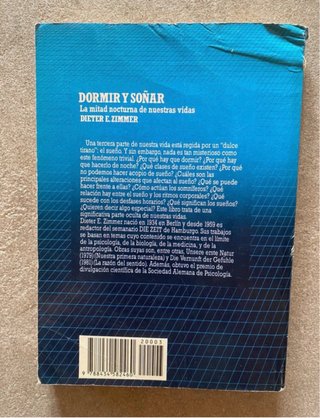 DORMIR Y SOÑAR
La mitad nocturna de nuestras vidas
DIETER E. ZIMMER
Una tercera parte de nuestra vida está regida por un "dulce
tirano": el sueño. Y sin embargo, nada es tan misterioso como
este fenómeno trivial. ¿Por qué hay que dormir? ¿Por qué hay
que hacerlo de noche? ¿Qué clases de sueño existen? ¿Por qué
no podemos hacer acopio de sueño? ¿Cuáles son las
principales alteraciones que afectan al sueño? ¿Qué se puede
hacer frente a ellas? ¿Cómo actúan los somníferos? ¿Qué
relación hay entre el sueño y los ritmos corporales? ¿Qué
sucede con los desfases horarios? ¿Qué significan los sueños?
¿Quieren decir algo especial? Este libro trata de una
significativa parte oculta de nuestras vidas.
Dieter E. Zimmer nació en 1934 en Berlín y desde 1959 es
redactor del semanario DIE ZEIT de Hamburgo. Sus trabajos
se basan en temas cuyo contenido se encuentra en el límite
de la psicología, de la biología, de la medicina, y de la
antropología. Obras suyas son, entre otras, Unsere erste Natur
(1979) (Nuestra primera naturaleza) y Die Vernunft der Gefühle
(1981) (La razón del sentido). Además, obtuvo el premio de
divulgación científica de la Sociedad Alemana de Psicología.
20003
9 788434 582460